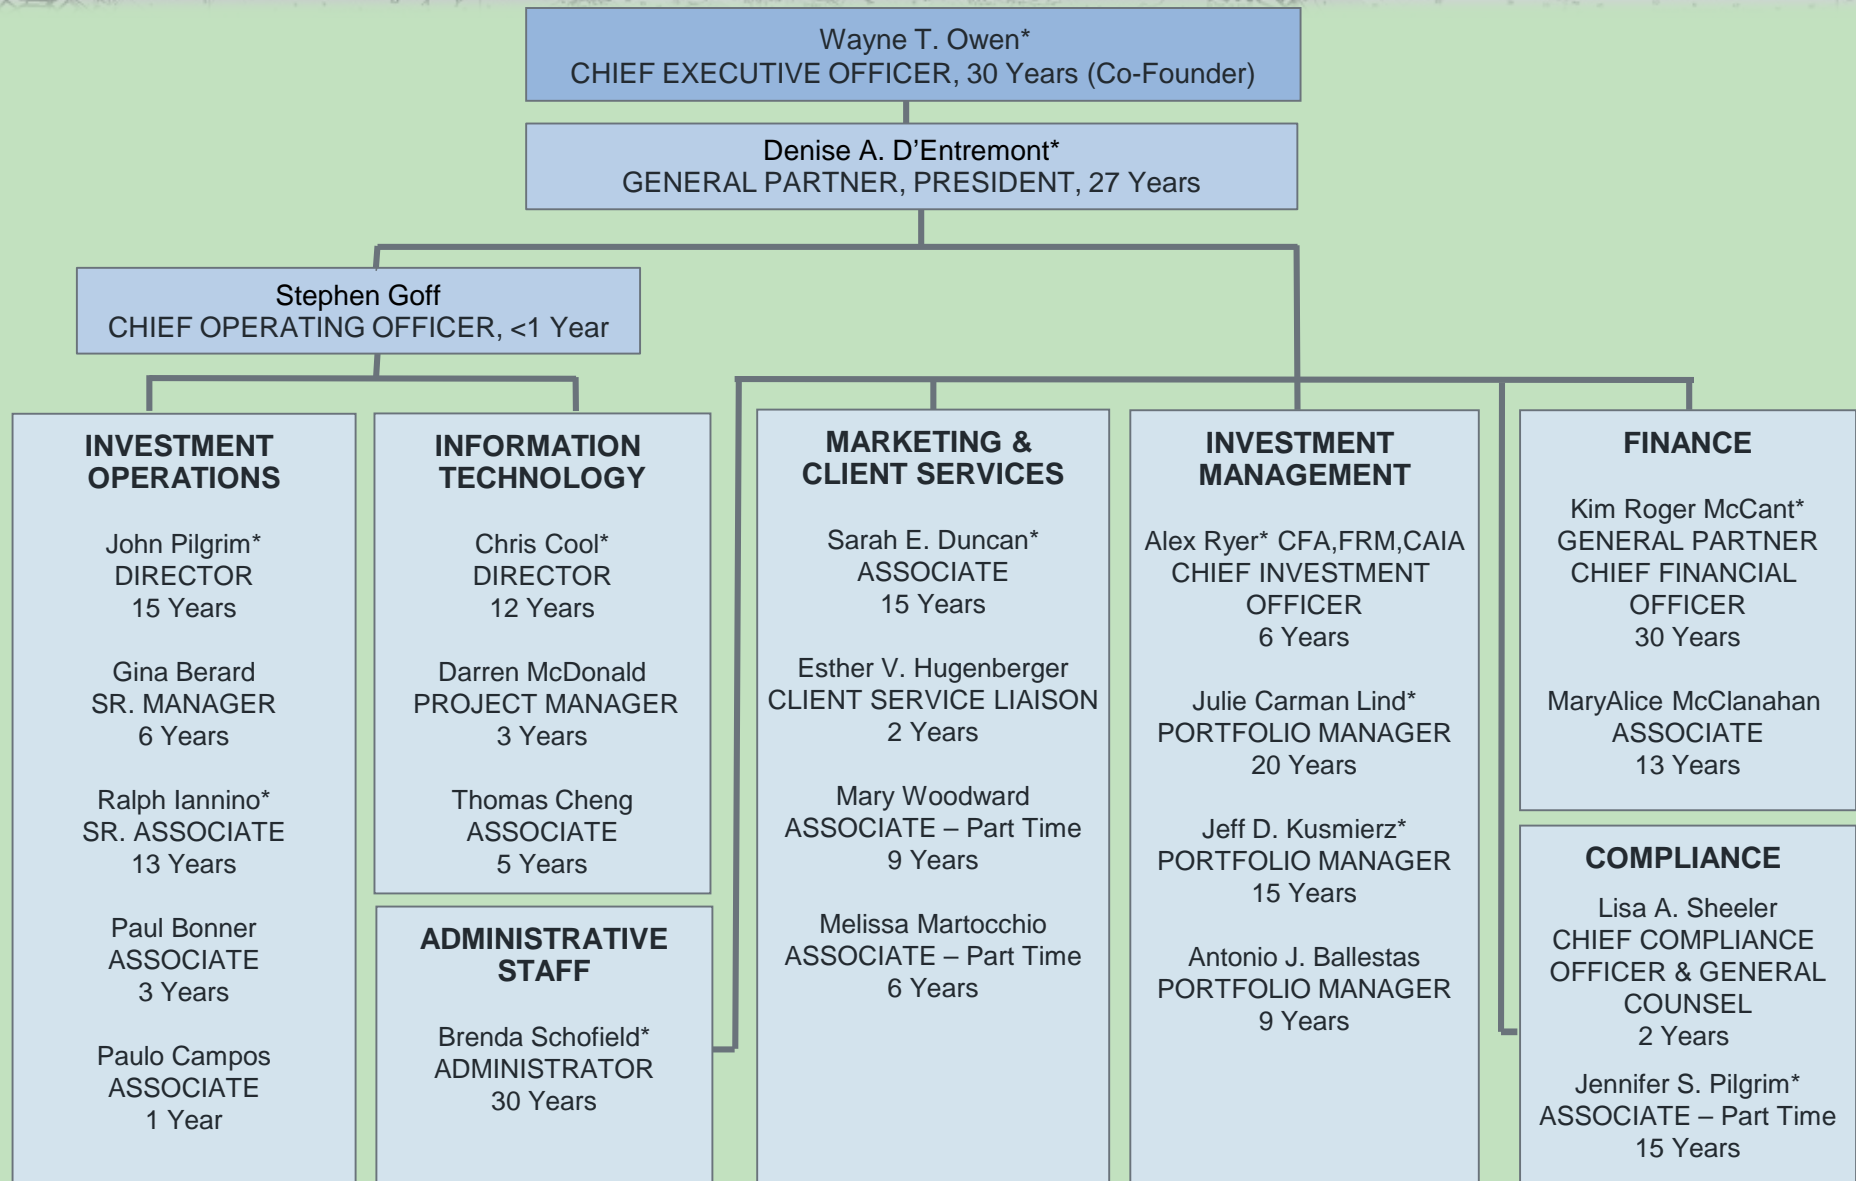 Wayne T. Owen*
CHIEF EXECUTIVE OFFICER, 30 Years (Co-Founder)
Denise A. D’Entremont*
GENERAL PARTNER, PRESIDENT, 27 Years
Stephen Goff
CHIEF OPERATING OFFICER, <1 Year
INVESTMENT
OPERATIONS
John Pilgrim*
DIRECTOR
15 Years
Gina Berard
SR. MANAGER
6 Years
Ralph Iannino*
SR. ASSOCIATE
13 Years
Paul Bonner
ASSOCIATE
3 Years
Paulo Campos
ASSOCIATE
1 Year
INFORMATION
TECHNOLOGY
Chris Cool*
DIRECTOR
12 Years
Darren McDonald
PROJECT MANAGER
3 Years
Thomas Cheng
ASSOCIATE
5 Years
ADMINISTRATIVE
STAFF
Brenda Schofield*
ADMINISTRATOR
30 Years
MARKETING &
CLIENT SERVICES
Sarah E. Duncan*
ASSOCIATE
15 Years
Esther V. Hugenberger
CLIENT SERVICE LIAISON
2 Years
Mary Woodward
ASSOCIATE – Part Time
9 Years
Melissa Martocchio
ASSOCIATE – Part Time
6 Years
INVESTMENT
MANAGEMENT
Alex Ryer* CFA,FRM,CAIA
CHIEF INVESTMENT
OFFICER
6 Years
Julie Carman Lind*
PORTFOLIO MANAGER
20 Years
Jeff D. Kusmierz*
PORTFOLIO MANAGER
15 Years
Antonio J. Ballestas
PORTFOLIO MANAGER
9 Years
FINANCE
Kim Roger McCant*
GENERAL PARTNER
CHIEF FINANCIAL
OFFICER
30 Years
MaryAlice McClanahan
ASSOCIATE
13 Years
COMPLIANCE
Lisa A. Sheeler
CHIEF COMPLIANCE
OFFICER & GENERAL
COUNSEL
2 Years
Jennifer S. Pilgrim*
ASSOCIATE – Part Time
15 Years